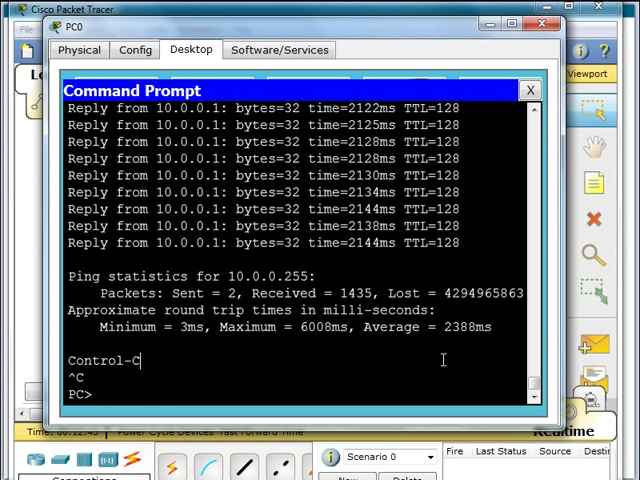 Cisco Packet Tracer
PC0
Physical Config Desktop Software/Services
Viewport
Command Prompt
X
Reply from 10.0.0.1: bytes=32 time=2122ms TTL=128
Reply from 10.0.0.1: bytes=32 time=2125ms TTL=128
Reply from 10.0.0.1: bytes=32 time=2128ms TTL=128
Reply from 10.0.0.1: bytes=32 time=2128ms TTL=128
Reply from 10.0.0.1: bytes=32 time=2130ms TTL=128
Reply from 10.0.0.1: bytes=32 time=2134ms TTL=128
Reply from 10.0.0.1: bytes=32 time=2144ms TTL=128
Reply from 10.0.0.1: bytes=32 time=2138ms TTL=128
Reply from 10.0.0.1: bytes=32 time=2144ms TTL=128
Ping statistics for 10.0.0.255:
Packets: Sent = 2, Received = 1435, Lost = 4294965863
Approximate round trip times in milli-seconds:
Minimum = 3ms, Maximum = 6008ms, Average = 2388ms
Control-C
^C
PC>
Realtime
Scenario 0
Fire Last Status Source